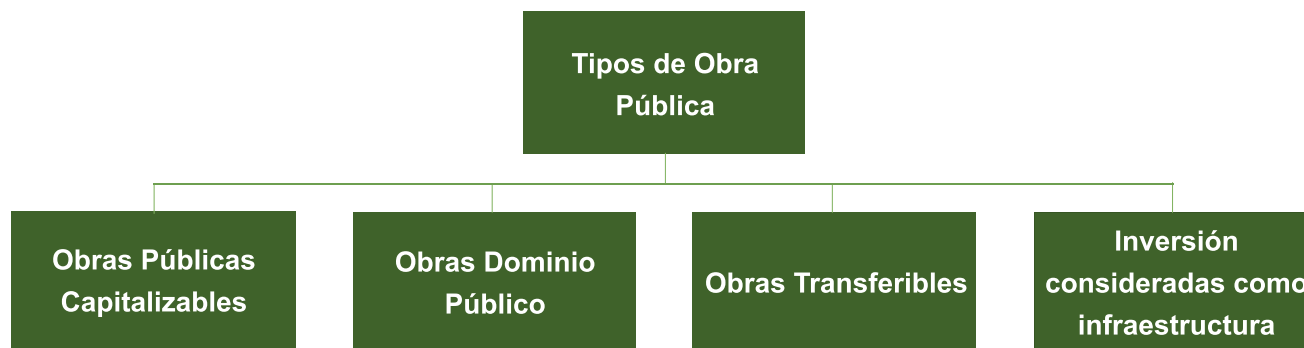 Tipos de Obra
Pública
Obras Públicas
Capitalizables
Obras Dominio
Público
Obras Transferibles
Inversión
consideradas como
infraestructura